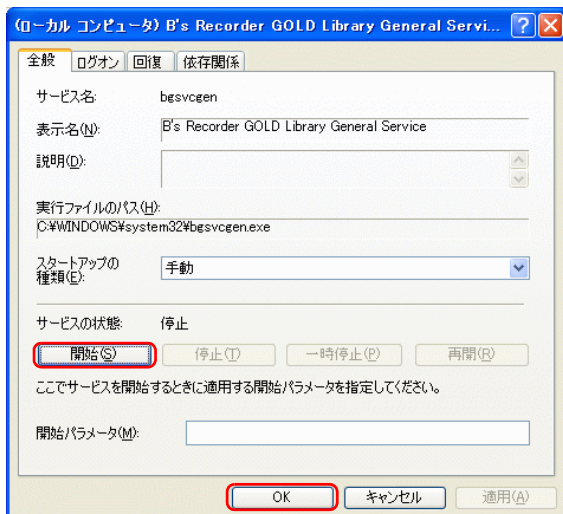 (ローカル コンピュータ) B's Recorder GOLD Library General Servi...
全般 ログオン 回復 依存関係
サービス名: bgsvcgen
表示名(N): B's Recorder GOLD Library General Service
説明(D):
実行ファイルのパス(H):
C:¥WINDOWS¥system32¥bgsvcgen.exe
スタートアップの
種類(E): 手動
サービスの状態: 停止
開始(S) 停止(T) 一時停止(P) 再開(R)
ここでサービスを開始するときに適用する開始パラメータを指定してください。
開始パラメータ(M):
OK キャンセル 適用(A)